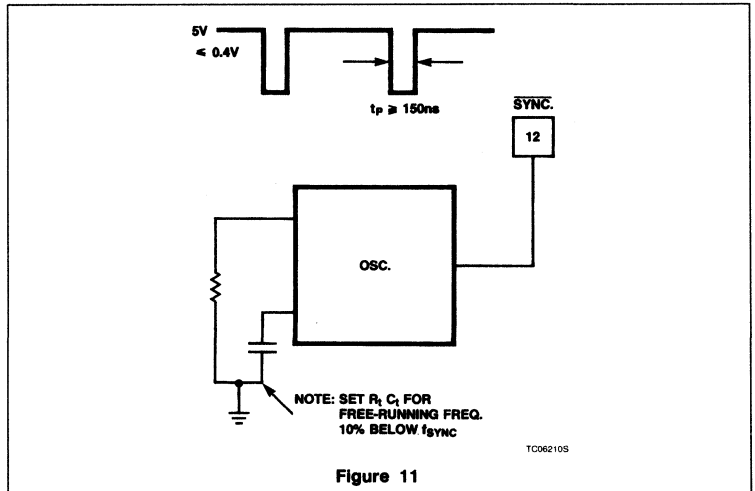 5V
≤ 0.4V
tp ≥ 150ns
SYNC.
12
OSC.
NOTE: SET Rt Ct FOR
FREE-RUNNING FREQ.
10% BELOW fSYNC
TC06210S
Figure 11